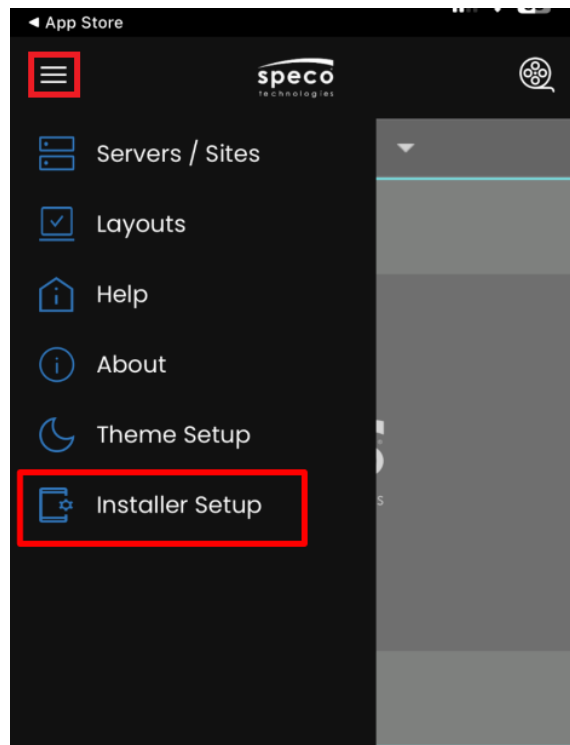 ◀ App Store
speco
technologies
Servers / Sites
Layouts
Help
About
Theme Setup
Installer Setup
s